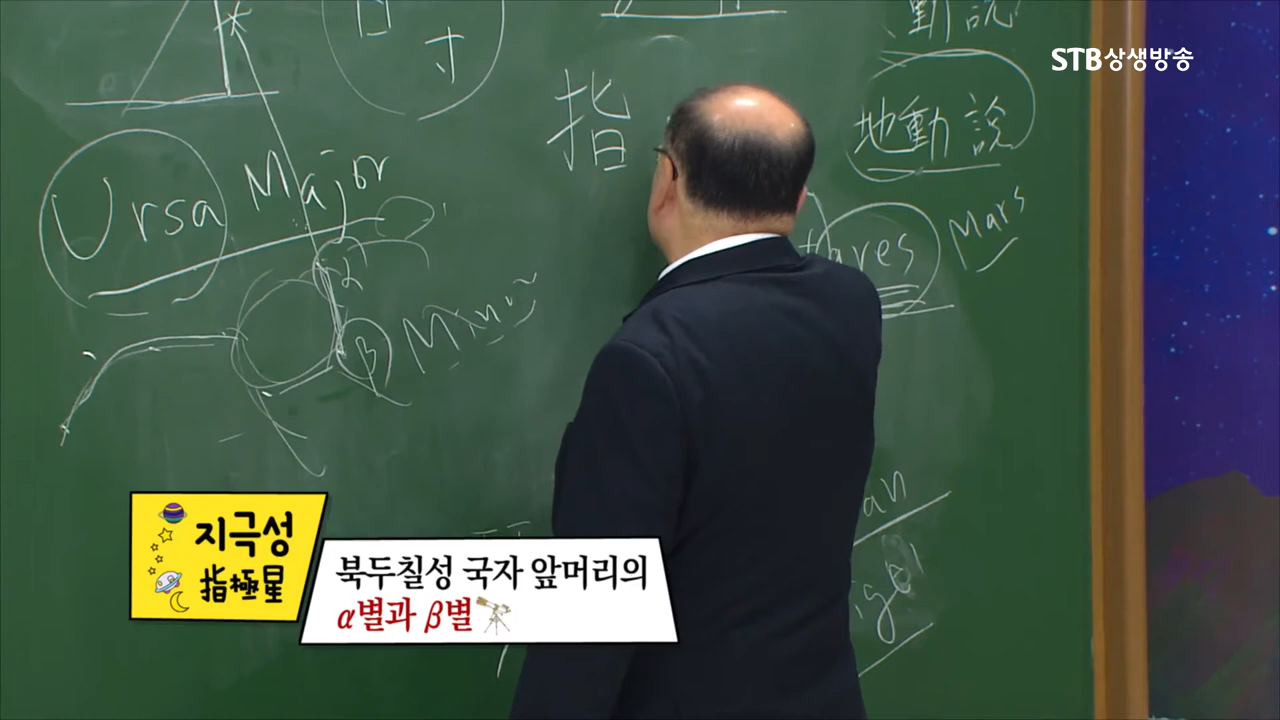 動說
STB상생방송
寸
指
地動說
Ursa Major
Mars
α
β
Minor
지극성
指極星
북두칠성 국자 앞머리의
α별과 β별